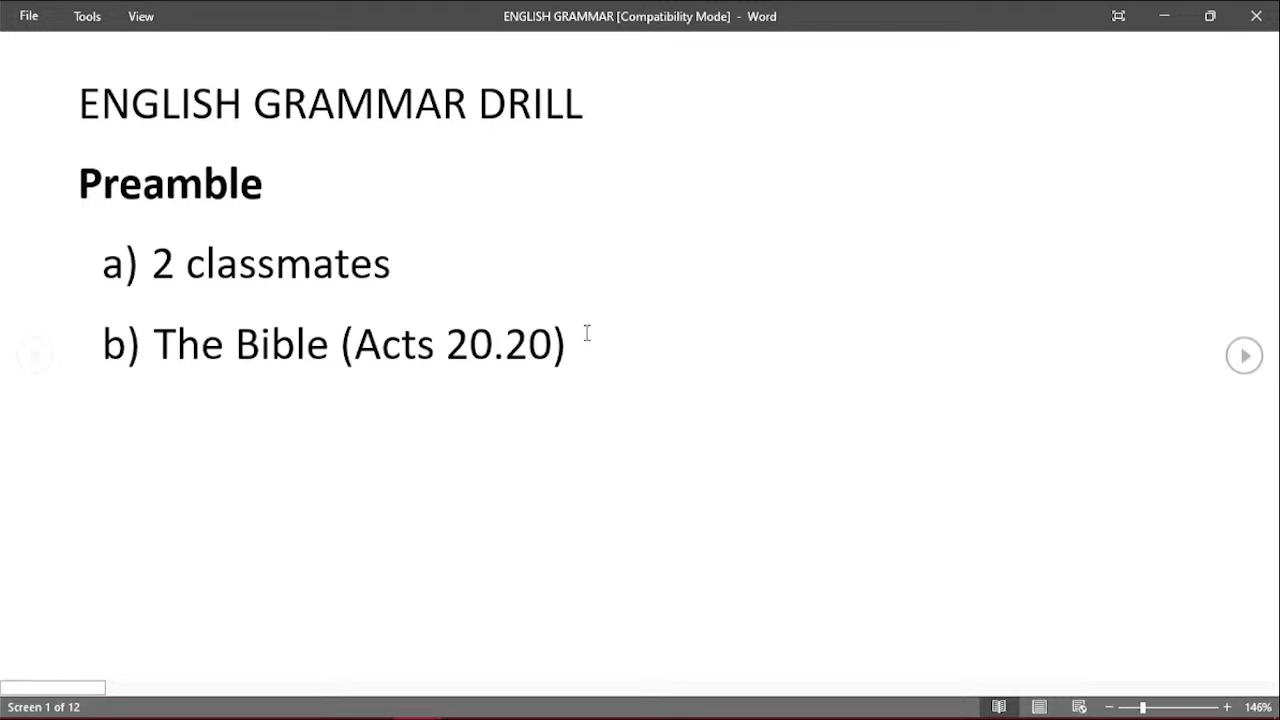 File Tools View ENGLISH GRAMMAR [Compatibility Mode] - Word
ENGLISH GRAMMAR DRILL
Preamble
a) 2 classmates
b) The Bible (Acts 20.20)
Screen 1 of 12 146%